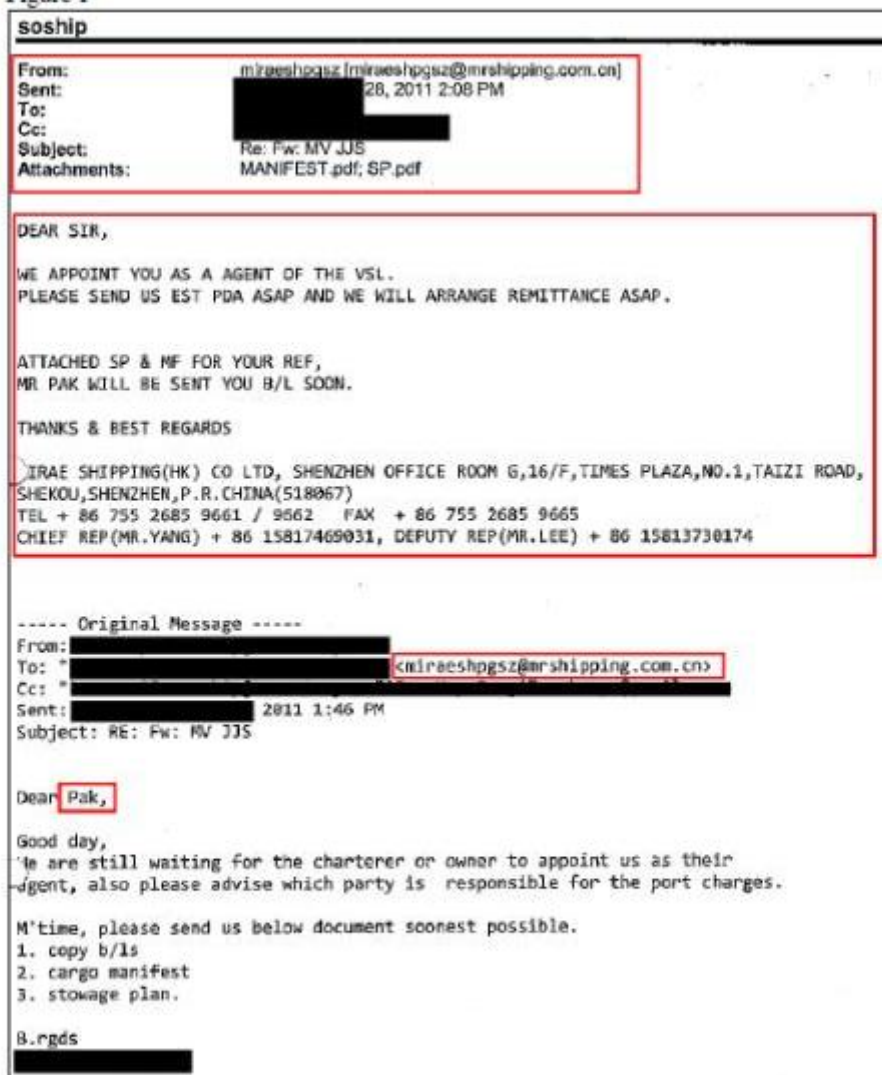 soship
From: miraeshpgsz [miraeshpgsz@mrshipping.com.cn]
Sent: 28, 2011 2:08 PM
To:
Cc:
Subject: Re: Fw: MV JJS
Attachments: MANIFEST.pdf; SP.pdf
DEAR SIR,
WE APPOINT YOU AS A AGENT OF THE VSL.
PLEASE SEND US EST PDA ASAP AND WE WILL ARRANGE REMITTANCE ASAP.
ATTACHED SP & MF FOR YOUR REF,
MR PAK WILL BE SENT YOU B/L SOON.
THANKS & BEST REGARDS
IRAE SHIPPING(HK) CO LTD, SHENZHEN OFFICE ROOM G,16/F,TIMES PLAZA,NO.1,TAIZI ROAD,
SHEKOU,SHENZHEN,P.R.CHINA(518067)
TEL + 86 755 2685 9661 / 9662 FAX + 86 755 2685 9665
CHIEF REP(MR.YANG) + 86 15817469031, DEPUTY REP(MR.LEE) + 86 15813730174
----- Original Message -----
From:
To: " <miraeshpgsz@mrshipping.com.cn>
Cc: "
Sent: 2011 1:46 PM
Subject: RE: Fw: MV JJS
Dear Pak,
Good day,
We are still waiting for the charterer or owner to appoint us as their
agent, also please advise which party is responsible for the port charges.
M'time, please send us below document soonest possible.
1. copy b/ls
2. cargo manifest
3. stowage plan.
B.rgds